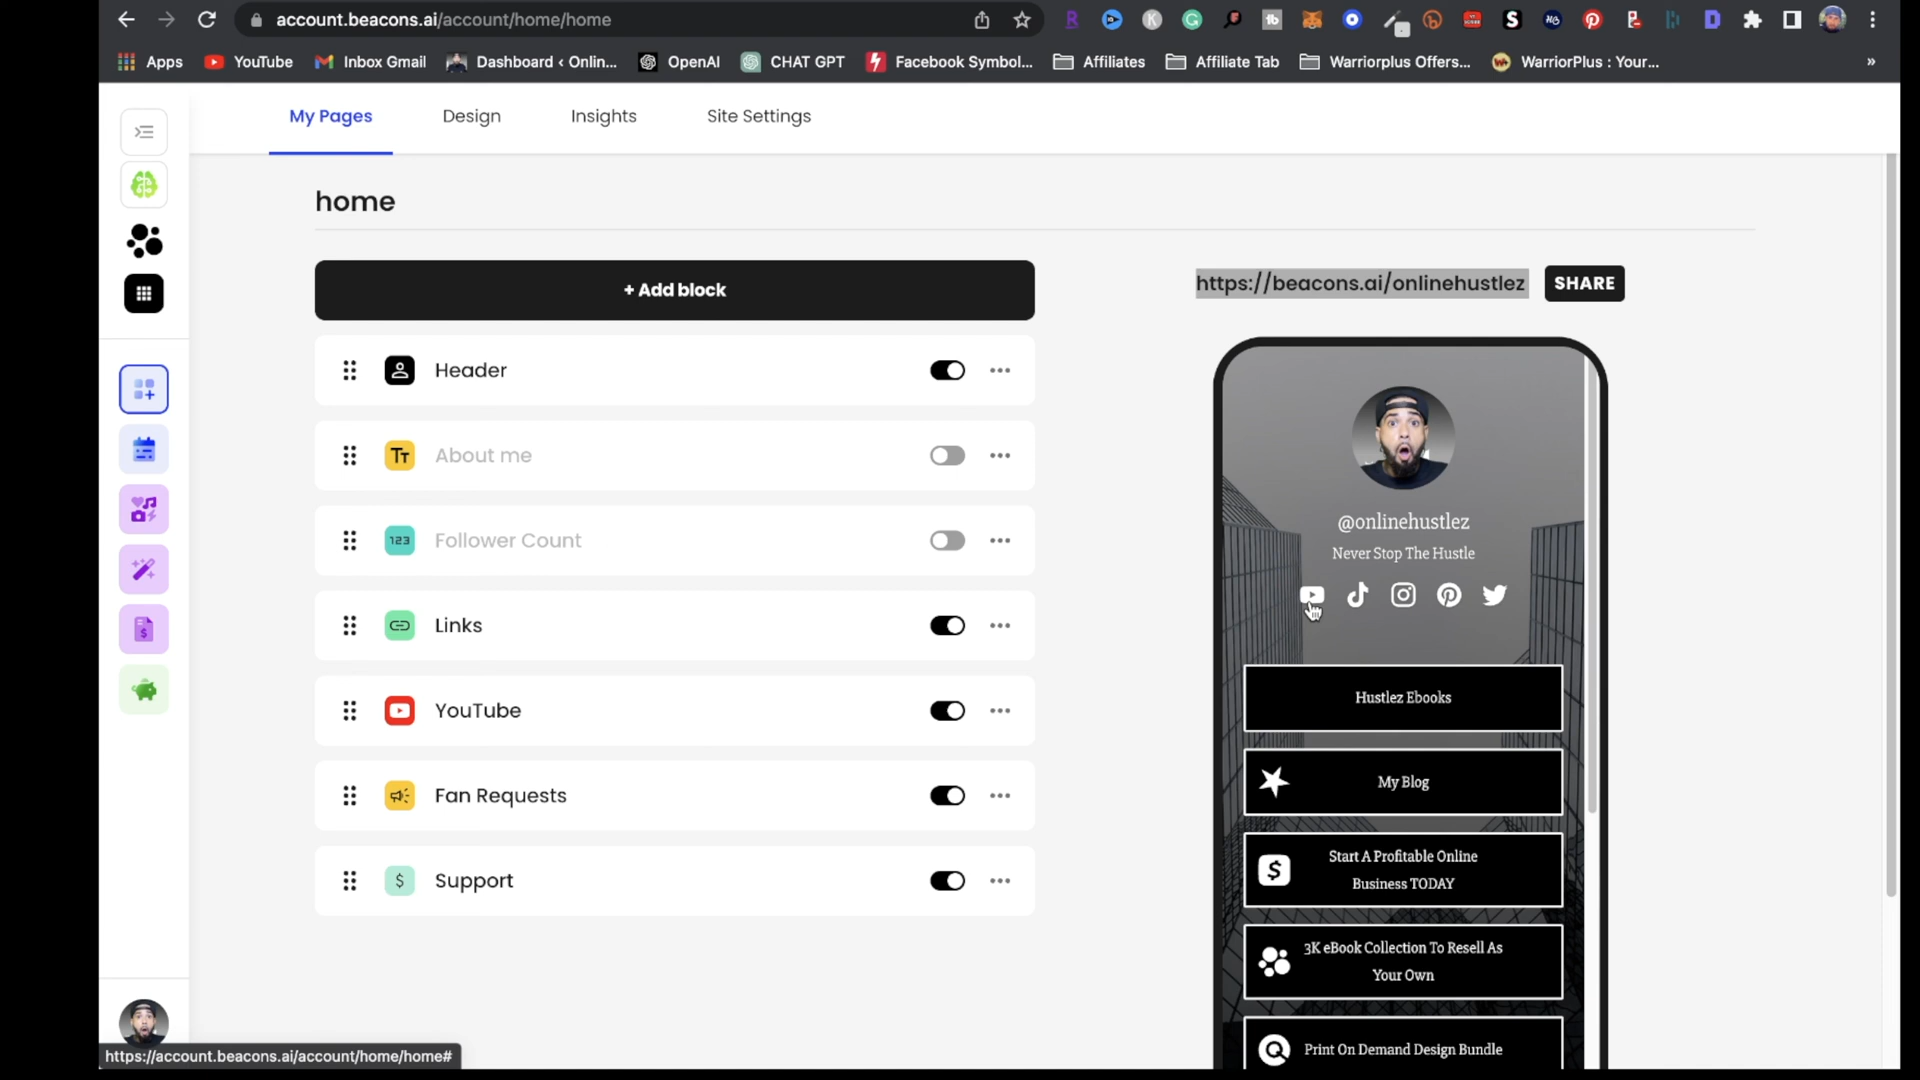 account.beacons.ai/account/home/home
Apps
YouTube
Inbox Gmail
Dashboard ‹ Onlin...
OpenAI
CHAT GPT
Facebook Symbol...
Affiliates
Affiliate Tab
Warriorplus Offers...
WarriorPlus : Your...
»
My Pages
Design
Insights
Site Settings
home
+ Add block
https://beacons.ai/onlinehustlez
SHARE
Header
TT
About me
123
Follower Count
Links
YouTube
Fan Requests
$
Support
@onlinehustlez
Never Stop The Hustle
Hustlez Ebooks
My Blog
$
Start A Profitable Online
Business TODAY
3K eBook Collection To Resell As
Your Own
Print On Demand Design Bundle
https://account.beacons.ai/account/home/home#